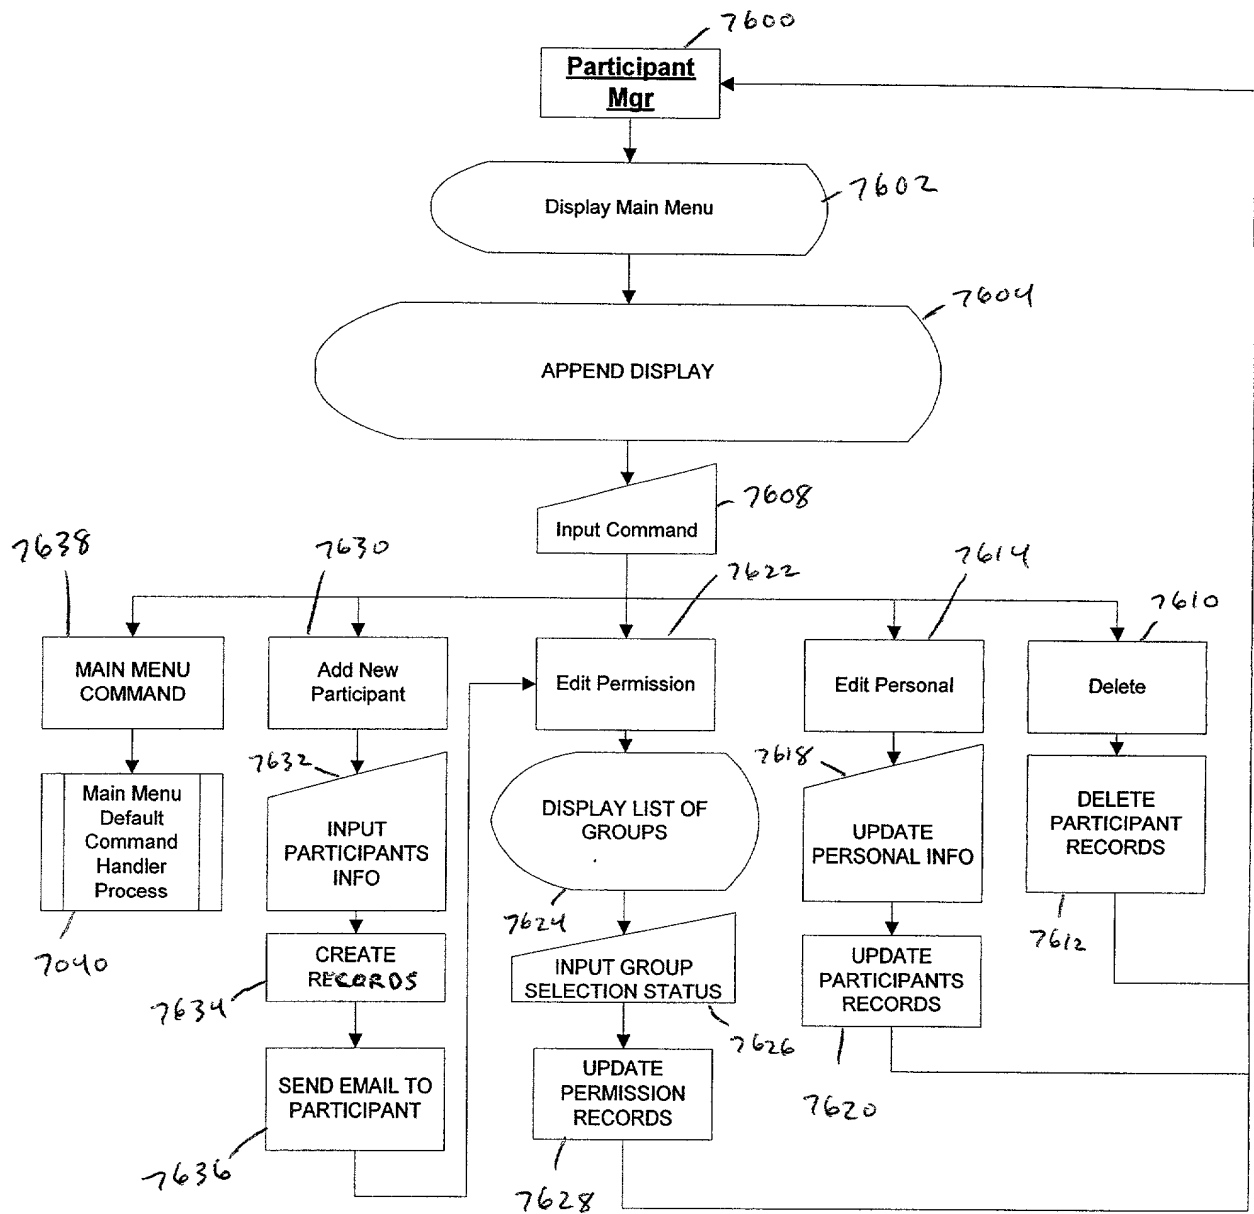 7600
Participant
Mgr
7602
Display Main Menu
7604
APPEND DISPLAY
7608
Input Command
7638
7630
7622
7614
7610
MAIN MENU
COMMAND
Add New
Participant
Edit Permission
Edit Personal
Delete
7632
7618
Main Menu
Default
Command
Handler
Process
INPUT
PARTICIPANTS
INFO
DISPLAY LIST OF
GROUPS
UPDATE
PERSONAL INFO
DELETE
PARTICIPANT
RECORDS
7040
7624
7612
CREATE
RECORDS
7634
INPUT GROUP
SELECTION STATUS
7626
UPDATE
PARTICIPANTS
RECORDS
7620
SEND EMAIL TO
PARTICIPANT
7636
UPDATE
PERMISSION
RECORDS
7628